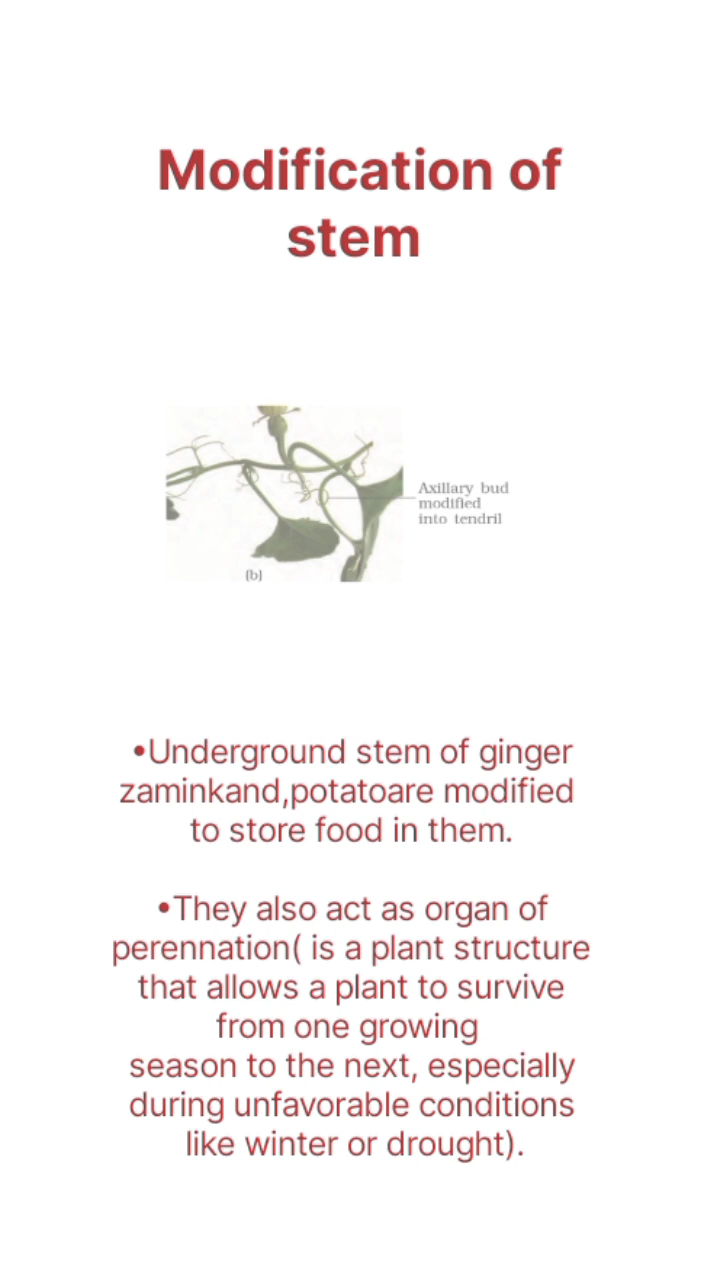 Modification of
stem
Axillary bud
modified
into tendril
(b)
•Underground stem of ginger
zaminkand,potatoare modified
to store food in them.
•They also act as organ of
perennation( is a plant structure
that allows a plant to survive
from one growing
season to the next, especially
during unfavorable conditions
like winter or drought).